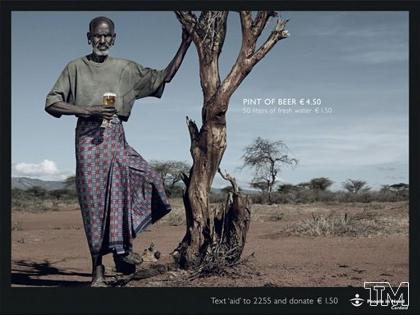 PINT OF BEER € 4.50
50 liters of fresh water € 1.50
Text 'aid' to 2255 and donate € 1.50